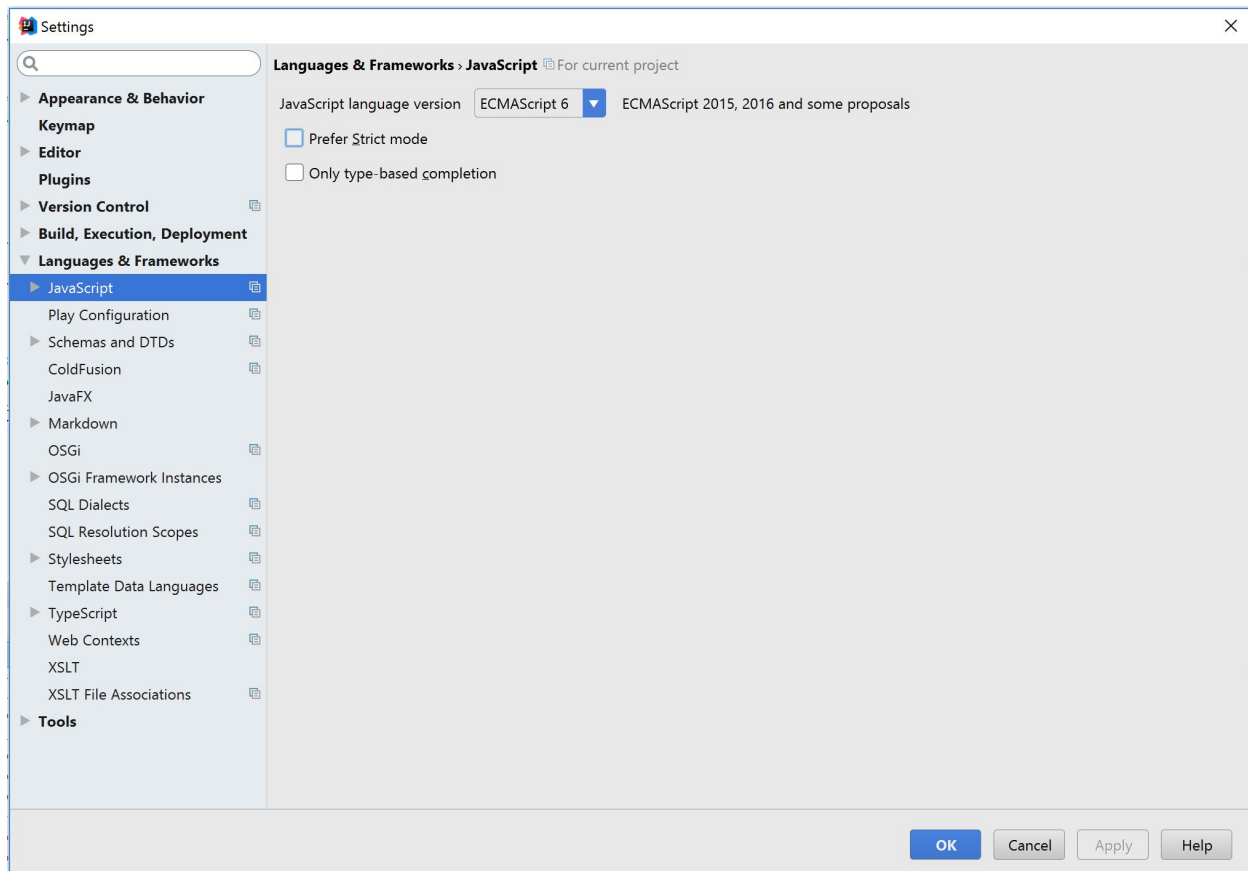 Settings
Appearance & Behavior
Keymap
Editor
Plugins
Version Control
Build, Execution, Deployment
Languages & Frameworks
JavaScript
Play Configuration
Schemas and DTDs
ColdFusion
JavaFX
Markdown
OSGi
OSGi Framework Instances
SQL Dialects
SQL Resolution Scopes
Stylesheets
Template Data Languages
TypeScript
Web Contexts
XSLT
XSLT File Associations
Tools
Languages & Frameworks › JavaScript For current project
JavaScript language version ECMAScript 6 ECMAScript 2015, 2016 and some proposals
Prefer Strict mode
Only type-based completion
OK Cancel Apply Help